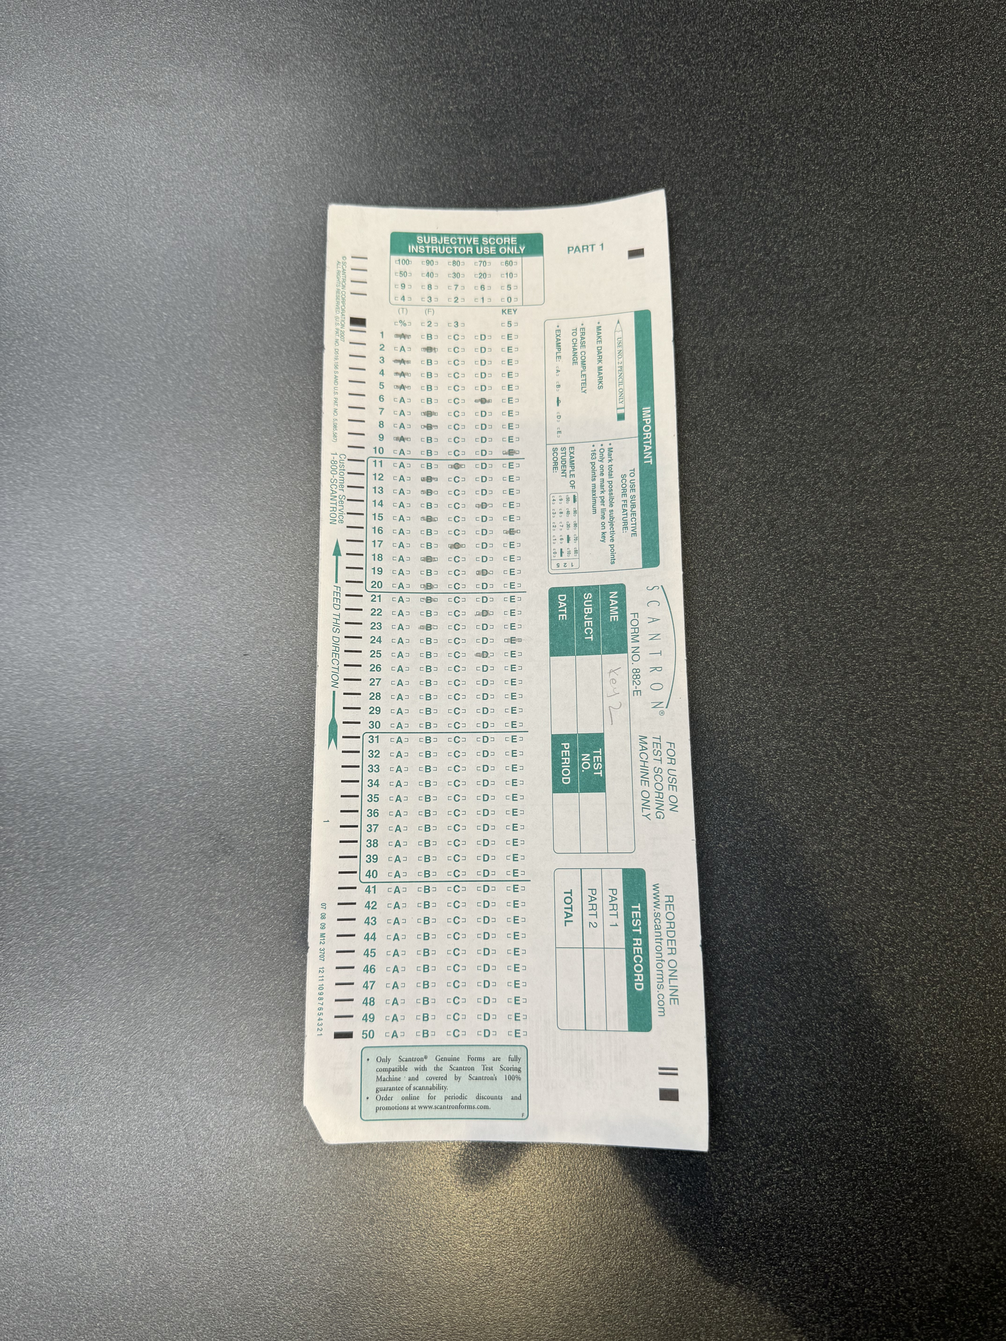 SUBJECTIVE SCORE
INSTRUCTOR USE ONLY
100 90 80 70 60
50 40 30 20 10
9 8 7 6 5
4 3 2 1 0
(T) (F) KEY
% 2 3 5
1 A B C D E
2 A B C D E
3 A B C D E
4 A B C D E
5 A B C D E
6 A B C D E
7 A B C D E
8 A B C D E
9 A B C D E
10 A B C D E
11 A B C D E
12 A B C D E
13 A B C D E
14 A B C D E
15 A B C D E
16 A B C D E
17 A B C D E
18 A B C D E
19 A B C D E
20 A B C D E
21 A B C D E
22 A B C D E
23 A B C D E
24 A B C D E
25 A B C D E
26 A B C D E
27 A B C D E
28 A B C D E
29 A B C D E
30 A B C D E
31 A B C D E
32 A B C D E
33 A B C D E
34 A B C D E
35 A B C D E
36 A B C D E
37 A B C D E
38 A B C D E
39 A B C D E
40 A B C D E
41 A B C D E
42 A B C D E
43 A B C D E
44 A B C D E
45 A B C D E
46 A B C D E
47 A B C D E
48 A B C D E
49 A B C D E
50 A B C D E
• Only Scantron® Genuine Forms are fully
compatible with the Scantron Test Scoring
Machine and covered by Scantron's 100%
guarantee of scannability.
• Order online for periodic discounts and
promotions at www.scantronforms.com.
PART 1
IMPORTANT
USE NO. 2 PENCIL ONLY
• MAKE DARK MARKS
• ERASE COMPLETELY
TO CHANGE
• EXAMPLE: A B D E
TO USE SUBJECTIVE
SCORE FEATURE:
• Mark total possible subjective points
• Only one mark per line on key
• 163 points maximum
EXAMPLE OF
STUDENT
SCORE:
SCANTRON®
FORM NO. 882-E
FOR USE ON
TEST SCORING
MACHINE ONLY
REORDER ONLINE
www.scantronforms.com
NAME Key 2
SUBJECT
TEST
NO.
DATE
PERIOD
TEST RECORD
PART 1
PART 2
TOTAL
© SCANTRON CORPORATION 2007
ALL RIGHTS RESERVED.
Customer Service
1-800-SCANTRON
FEED THIS DIRECTION
1
07 08 09 M12 3707 12 11 10 9 8 7 6 5 4 3 2 1